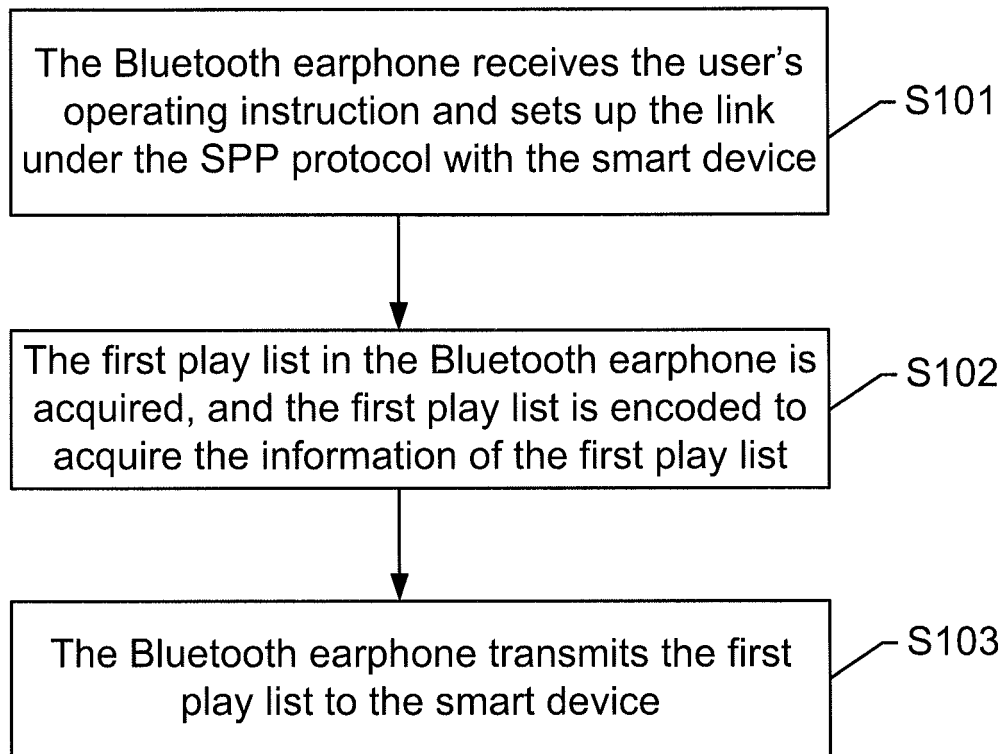 The Bluetooth earphone receives the user's
operating instruction and sets up the link
under the SPP protocol with the smart device
S101
The first play list in the Bluetooth earphone is
acquired, and the first play list is encoded to
acquire the information of the first play list
S102
The Bluetooth earphone transmits the first
play list to the smart device
S103